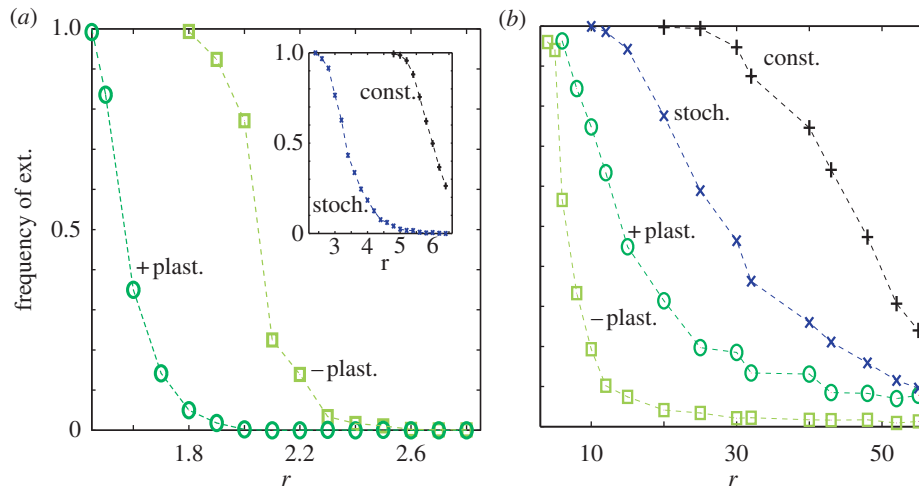 (a)
(b)
frequency of ext.
1.0
0.5
0
+ plast.
− plast.
1.8
2.2
2.6
r
1.0
0.5
0
const.
stoch.
3
4
5
6
r
const.
stoch.
+ plast.
− plast.
10
30
50
r